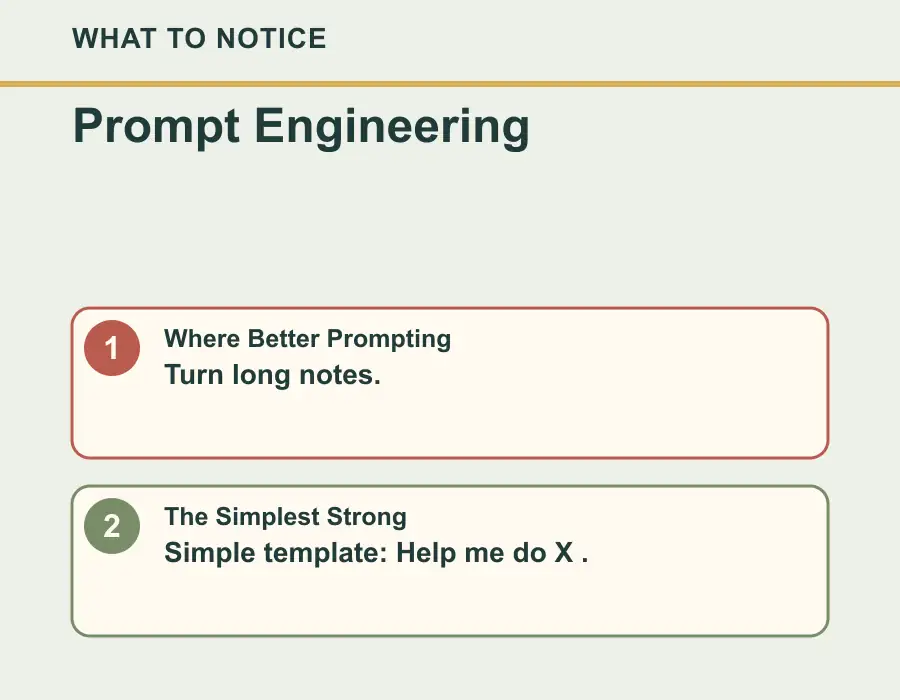 WHAT TO NOTICE
Prompt Engineering
1
Where Better Prompting
Turn long notes.
2
The Simplest Strong
Simple template: Help me do X .